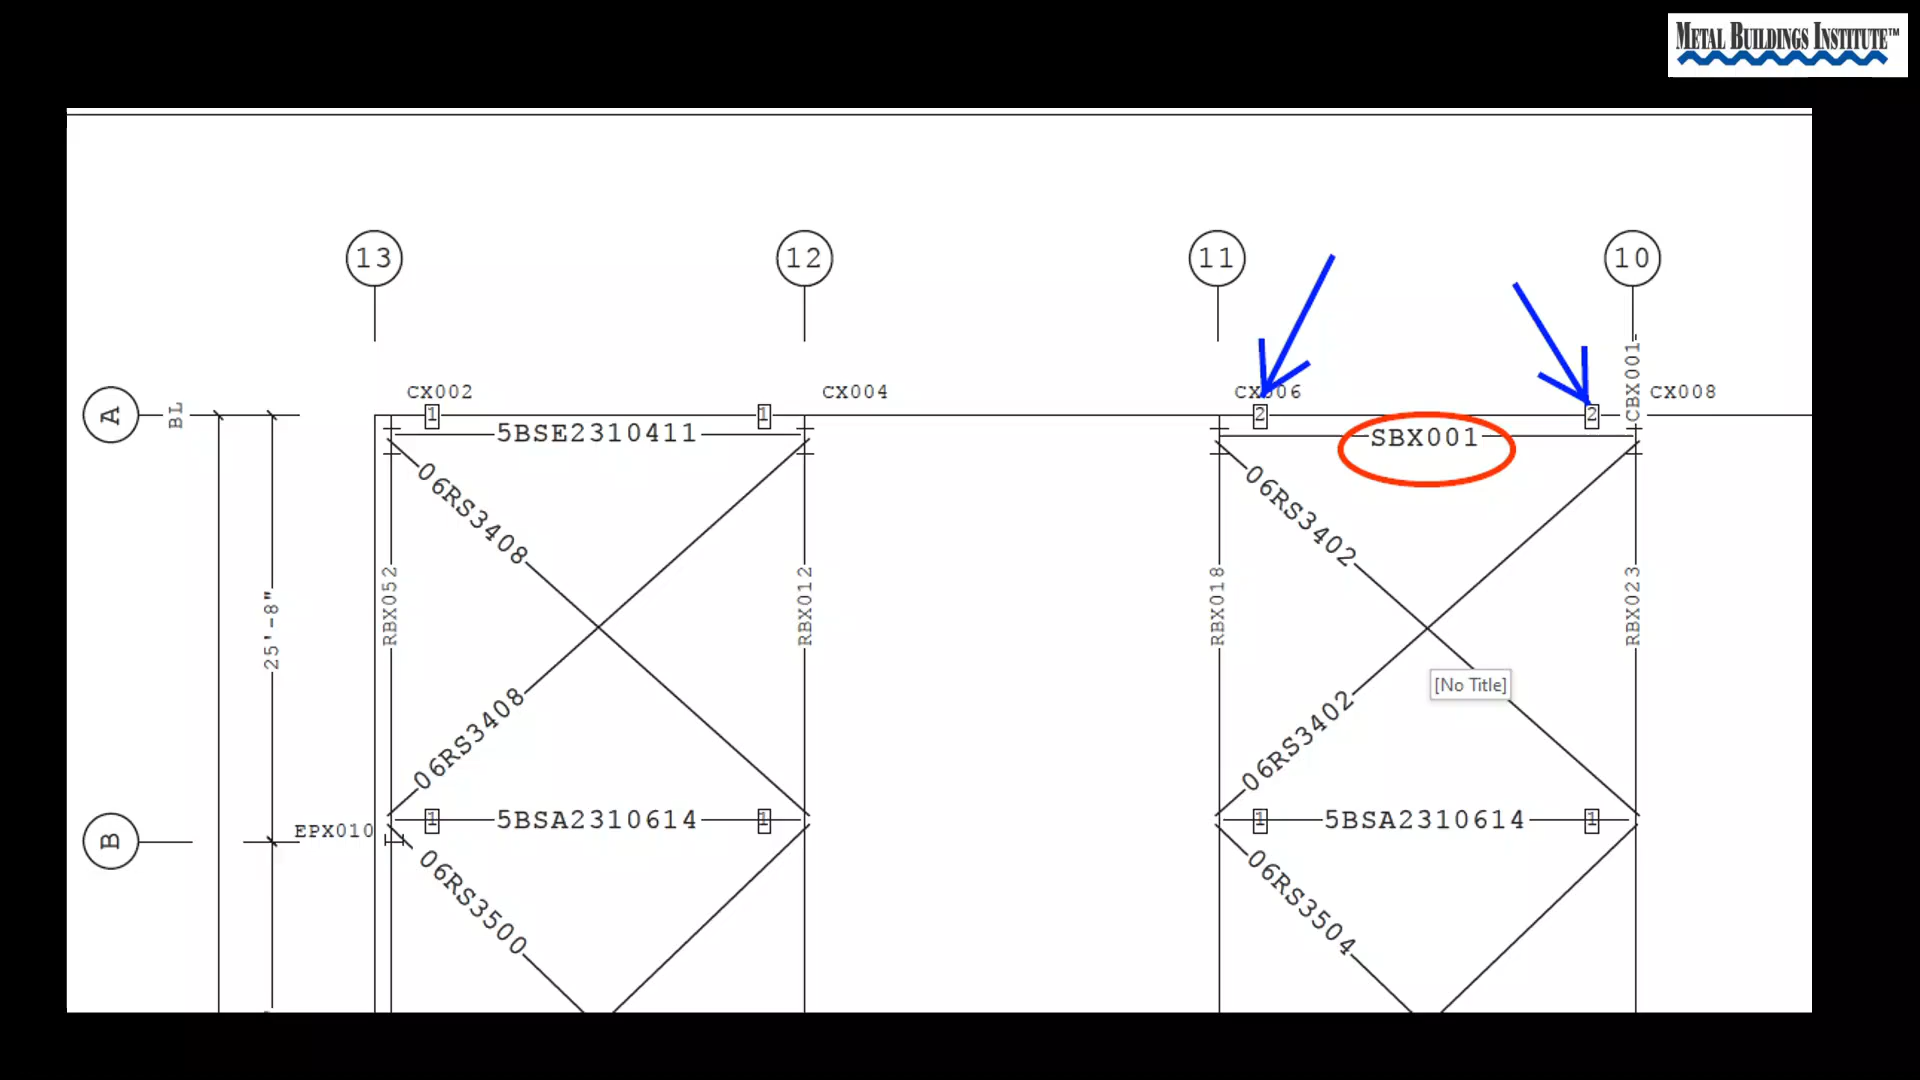 METAL BUILDINGS INSTITUTE™
13
12
11
10
CX002
CX004
CX006
CBX001
CX008
A
BL
1
1
2
2
5BSE2310411
SBX001
06RS3408
06RS3402
25'-8"
RBX052
RBX012
RBX018
RBX023
[No Title]
06RS3408
06RS3402
B
EPX010
1
5BSA2310614
1
1
5BSA2310614
1
06RS3500
06RS3504